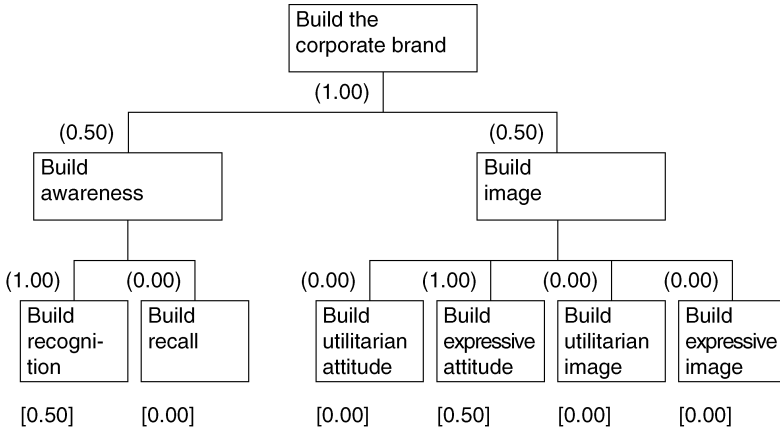 Build the
corporate brand
(1.00)
(0.50)
(0.50)
Build
awareness
Build
image
(1.00)
(0.00)
(0.00)
(1.00)
(0.00)
(0.00)
Build
recogni-
tion
Build
recall
Build
utilitarian
attitude
Build
expressive
attitude
Build
utilitarian
image
Build
expressive
image
[0.50]
[0.00]
[0.00]
[0.50]
[0.00]
[0.00]